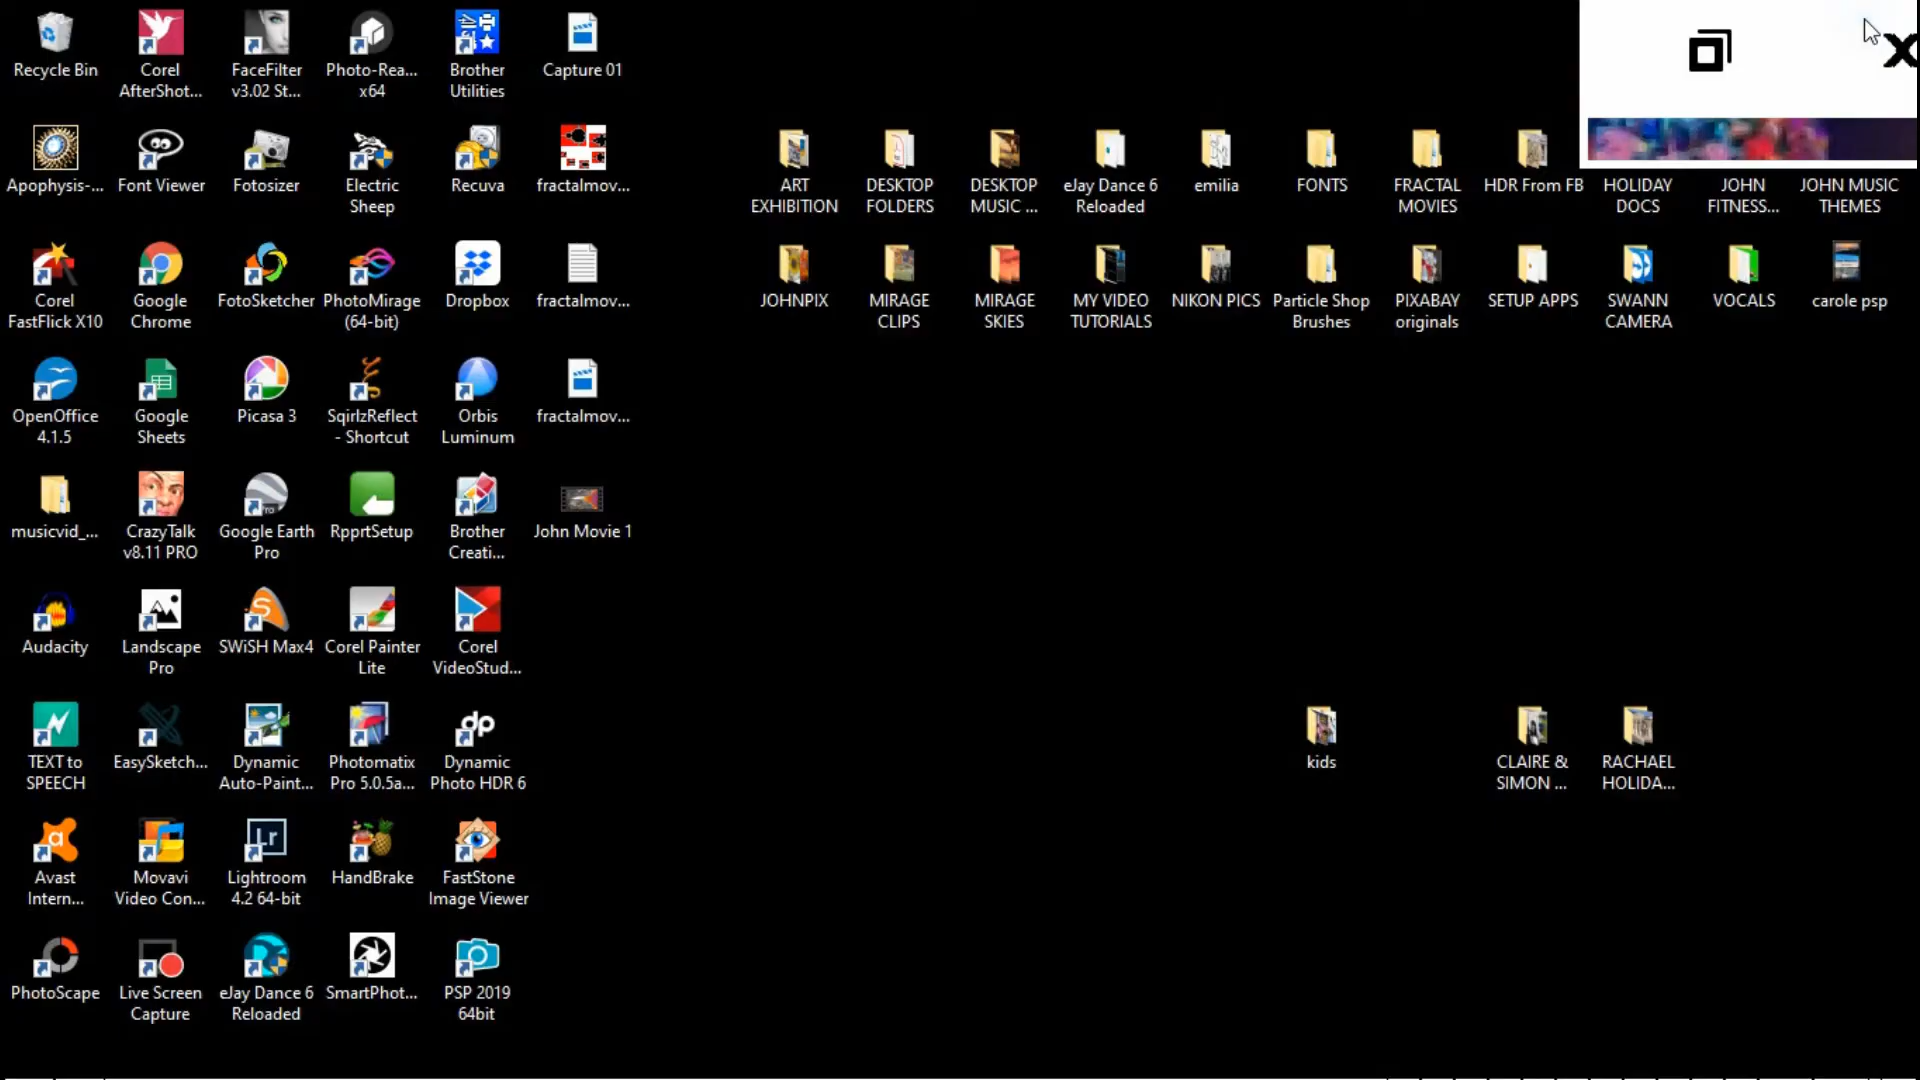 Recycle Bin
Corel
AfterShot...
FaceFilter
v3.02 St...
Photo-Rea...
x64
Brother
Utilities
Capture 01
Apophysis-...
Font Viewer
Fotosizer
Electric
Sheep
Recuva
fractalmov...
ART
EXHIBITION
DESKTOP
FOLDERS
DESKTOP
MUSIC ...
eJay Dance 6
Reloaded
emilia
FONTS
FRACTAL
MOVIES
HDR From FB
HOLIDAY
DOCS
JOHN
FITNESS...
JOHN MUSIC
THEMES
Corel
FastFlick X10
Google
Chrome
FotoSketcher
PhotoMirage
(64-bit)
Dropbox
fractalmov...
JOHNPIX
MIRAGE
CLIPS
MIRAGE
SKIES
MY VIDEO
TUTORIALS
NIKON PICS
Particle Shop
Brushes
PIXABAY
originals
SETUP APPS
SWANN
CAMERA
VOCALS
carole psp
OpenOffice
4.1.5
Google
Sheets
Picasa 3
SqirlzReflect
- Shortcut
Orbis
Luminum
fractalmov...
musicvid_...
CrazyTalk
v8.11 PRO
Google Earth
Pro
RpprtSetup
Brother
Creati...
John Movie 1
Audacity
Landscape
Pro
SWiSH Max4
Corel Painter
Lite
Corel
VideoStud...
TEXT to
SPEECH
EasySketch...
Dynamic
Auto-Paint...
Photomatix
Pro 5.0.5a...
dp
Dynamic
Photo HDR 6
kids
CLAIRE &
SIMON ...
RACHAEL
HOLIDA...
Avast
Intern...
Movavi
Video Con...
Lr
Lightroom
4.2 64-bit
HandBrake
FastStone
Image Viewer
PhotoScape
Live Screen
Capture
eJay Dance 6
Reloaded
SmartPhot...
PSP 2019
64bit